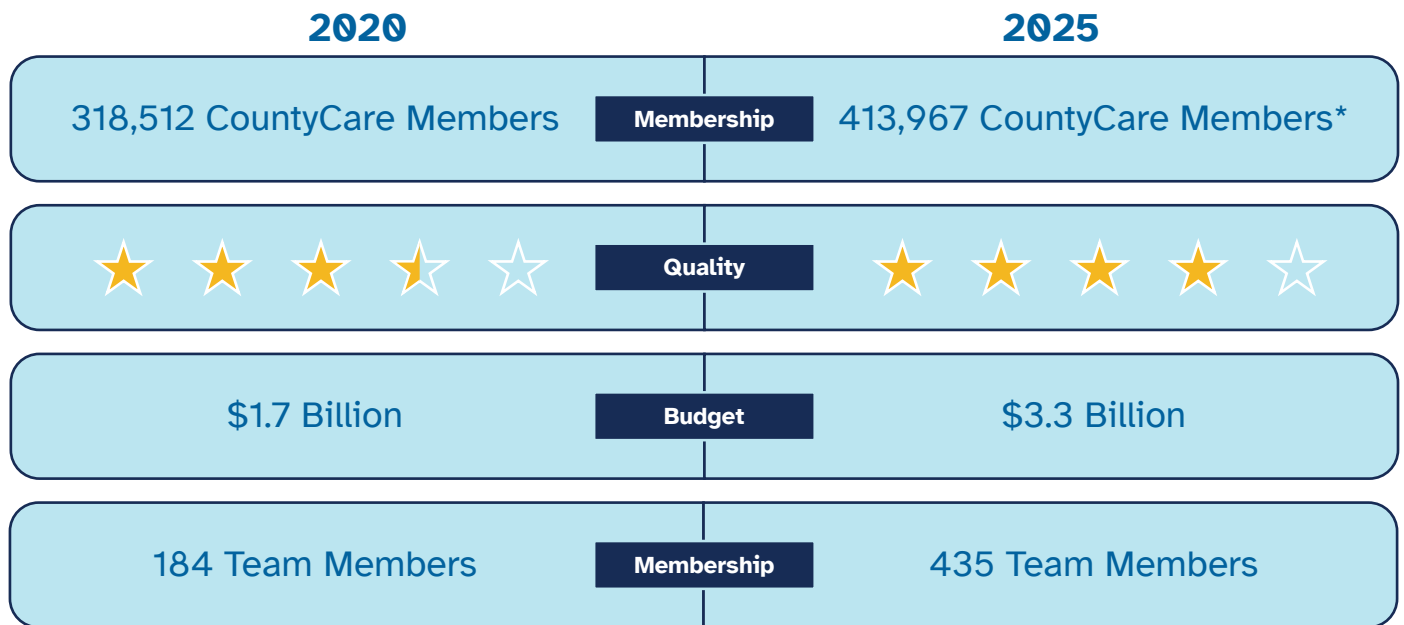 2020
2025
318,512 CountyCare Members
Membership
413,967 CountyCare Members*
Quality
$1.7 Billion
Budget
$3.3 Billion
184 Team Members
Membership
435 Team Members